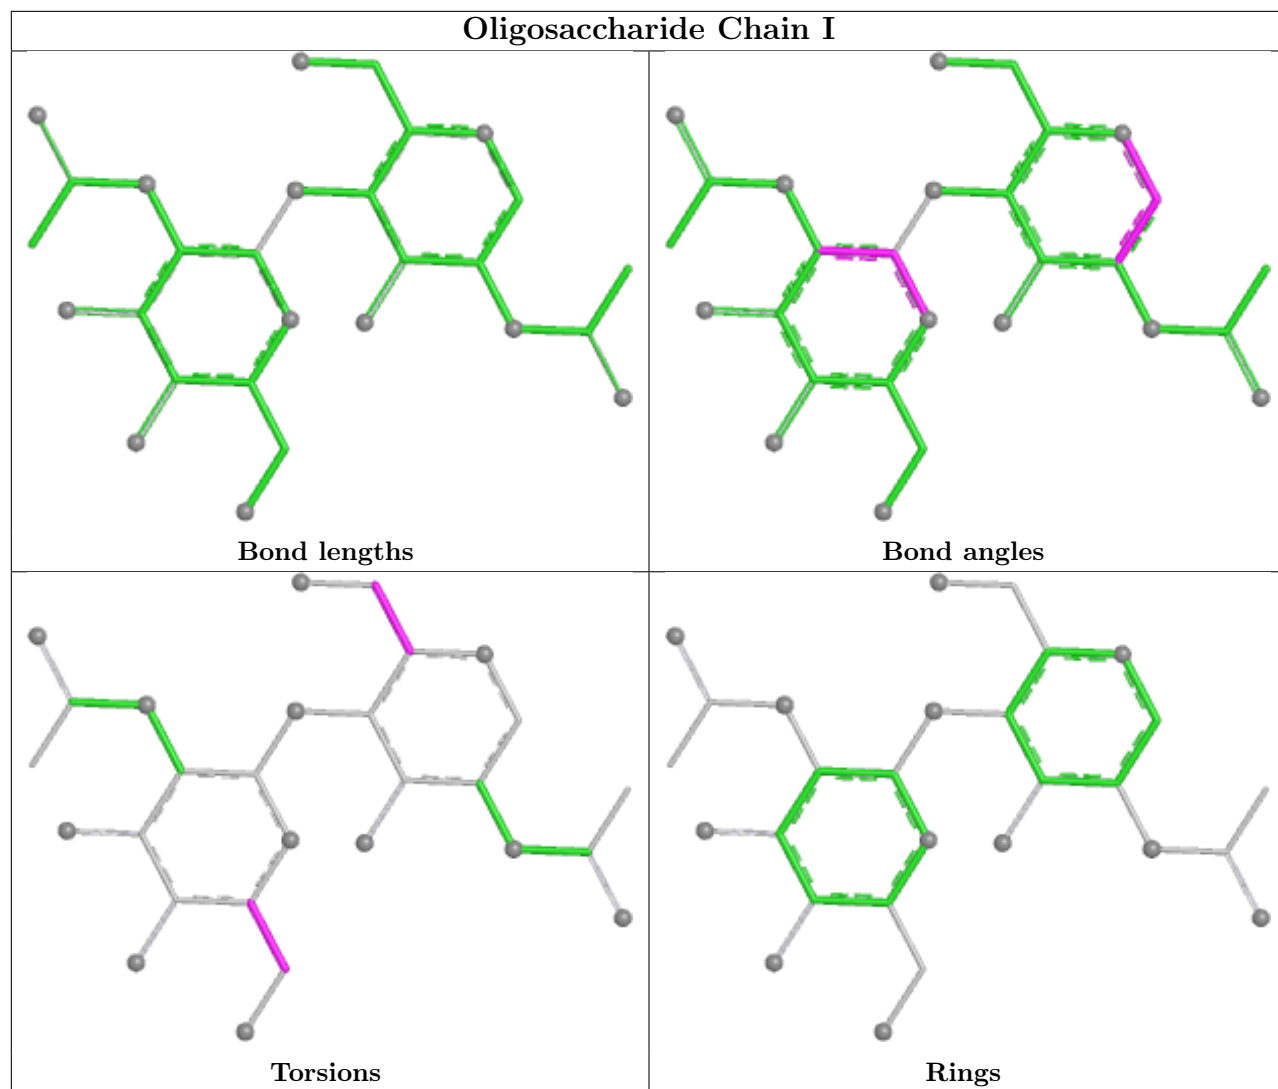 Oligosaccharide Chain I
Bond lengths
Bond angles
Torsions
Rings